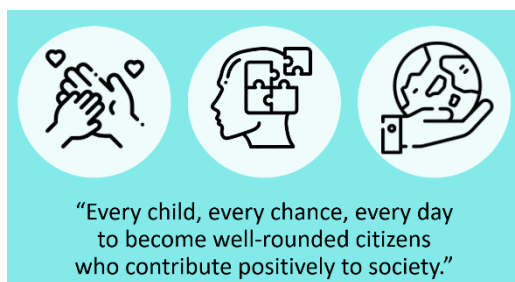 “Every child, every chance, every day
to become well-rounded citizens
who contribute positively to society.”